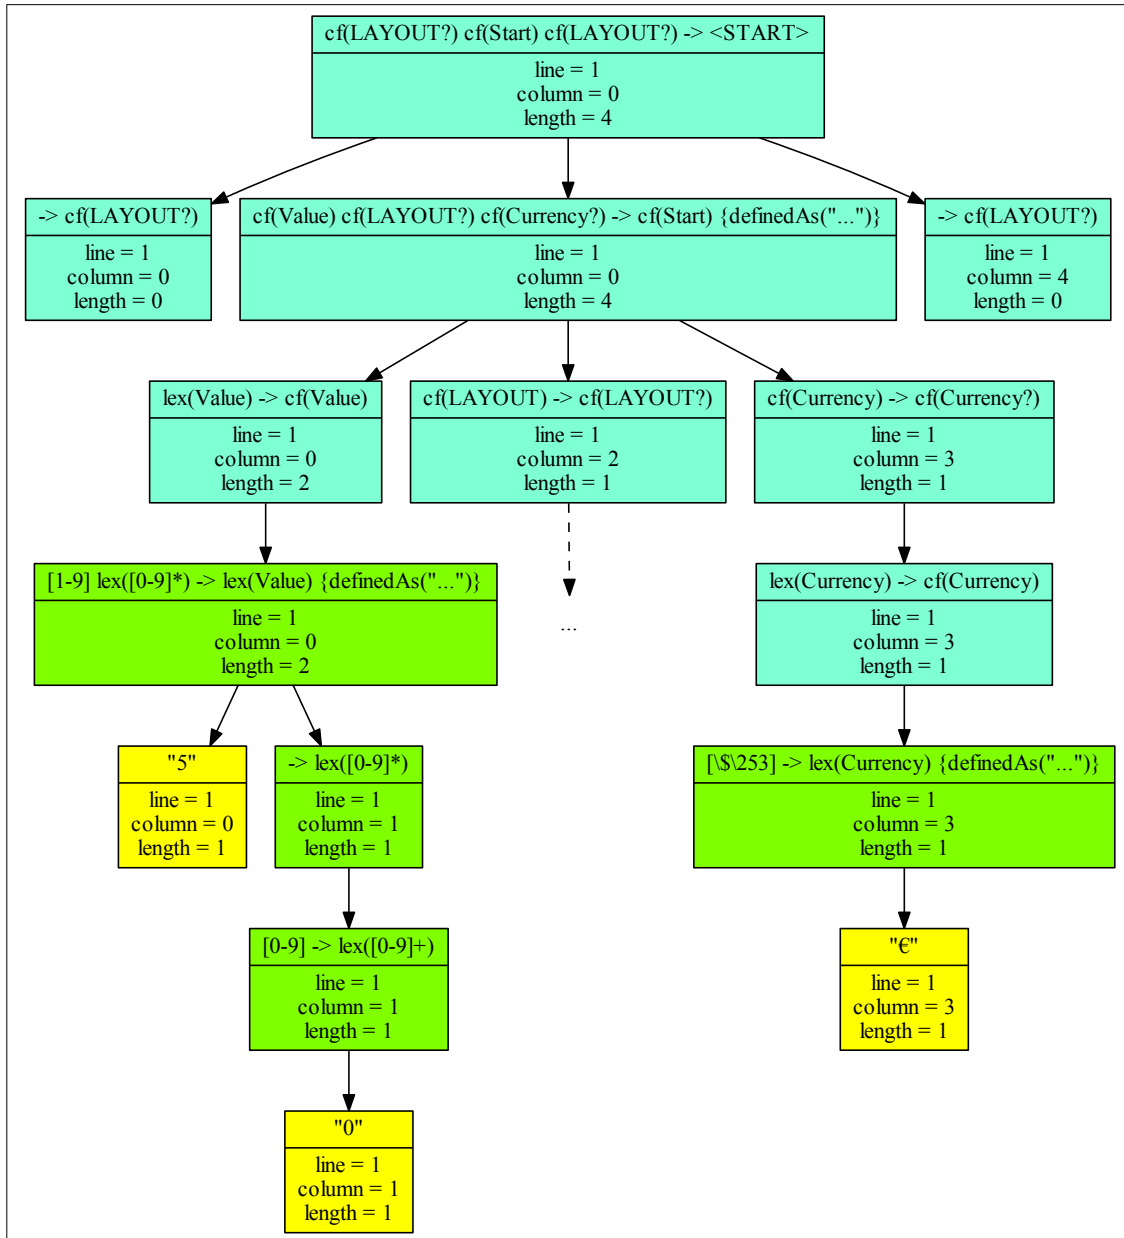 cf(LAYOUT?) cf(Start) cf(LAYOUT?) -> <START>
line = 1
column = 0
length = 4
-> cf(LAYOUT?)
line = 1
column = 0
length = 0
cf(Value) cf(LAYOUT?) cf(Currency?) -> cf(Start) {definedAs("...")}
line = 1
column = 0
length = 4
-> cf(LAYOUT?)
line = 1
column = 4
length = 0
lex(Value) -> cf(Value)
line = 1
column = 0
length = 2
cf(LAYOUT) -> cf(LAYOUT?)
line = 1
column = 2
length = 1
cf(Currency) -> cf(Currency?)
line = 1
column = 3
length = 1
[1-9] lex([0-9]*) -> lex(Value) {definedAs("...")}
line = 1
column = 0
length = 2
...
lex(Currency) -> cf(Currency)
line = 1
column = 3
length = 1
"5"
line = 1
column = 0
length = 1
-> lex([0-9]*)
line = 1
column = 1
length = 1
[\$\253] -> lex(Currency) {definedAs("...")}
line = 1
column = 3
length = 1
[0-9] -> lex([0-9]+)
line = 1
column = 1
length = 1
"€"
line = 1
column = 3
length = 1
"0"
line = 1
column = 1
length = 1